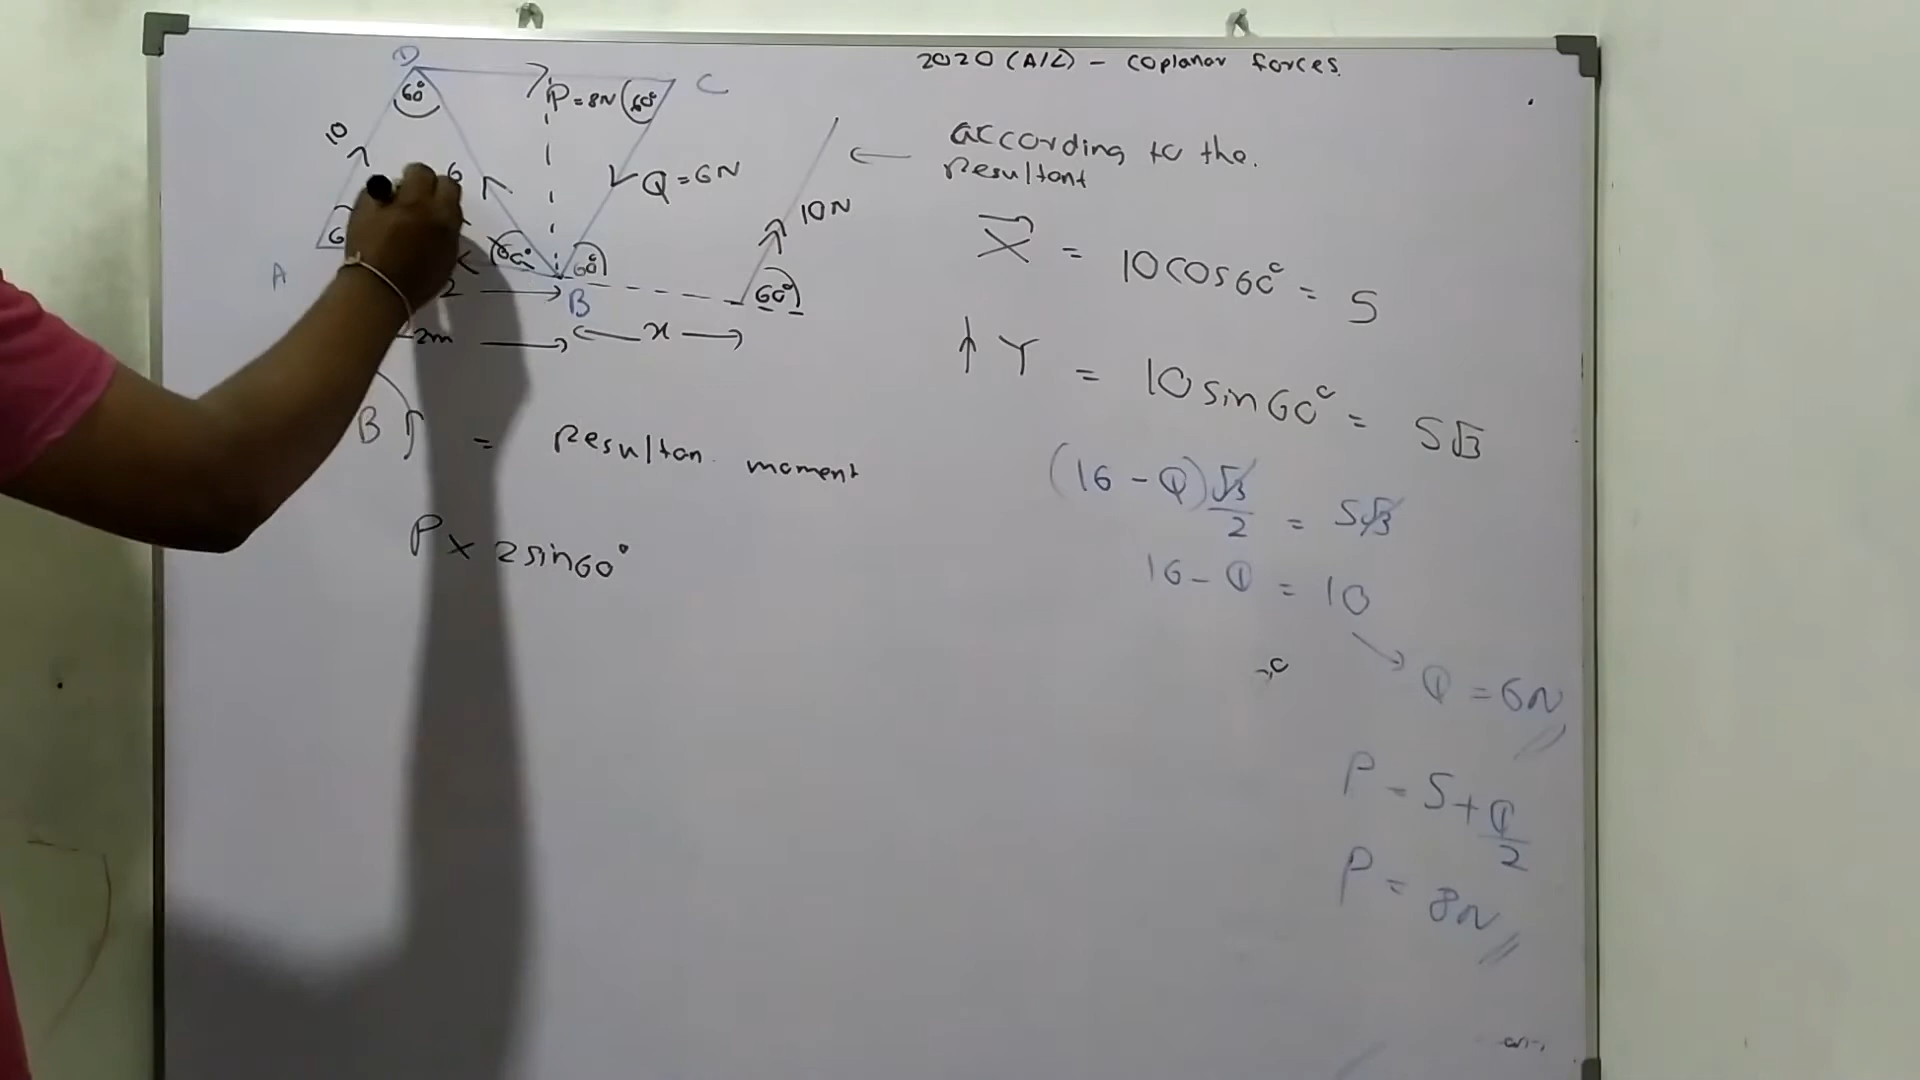 2020 (A/L) - coplanar forces.
D
C
60°
P = 8N
60°
10
6
Q = 6N
10N
6
60°
60°
60°
A
2
B
2m
x
according to the.
resultant
X = 10cos60° = 5
Y = 10sin60° = 5√3
B = resultan. moment
(16 - Q)√3/2 = 5√3
16 - Q = 10
Q = 6N
P × 2sin60°
P = 5 + Q/2
P = 8N